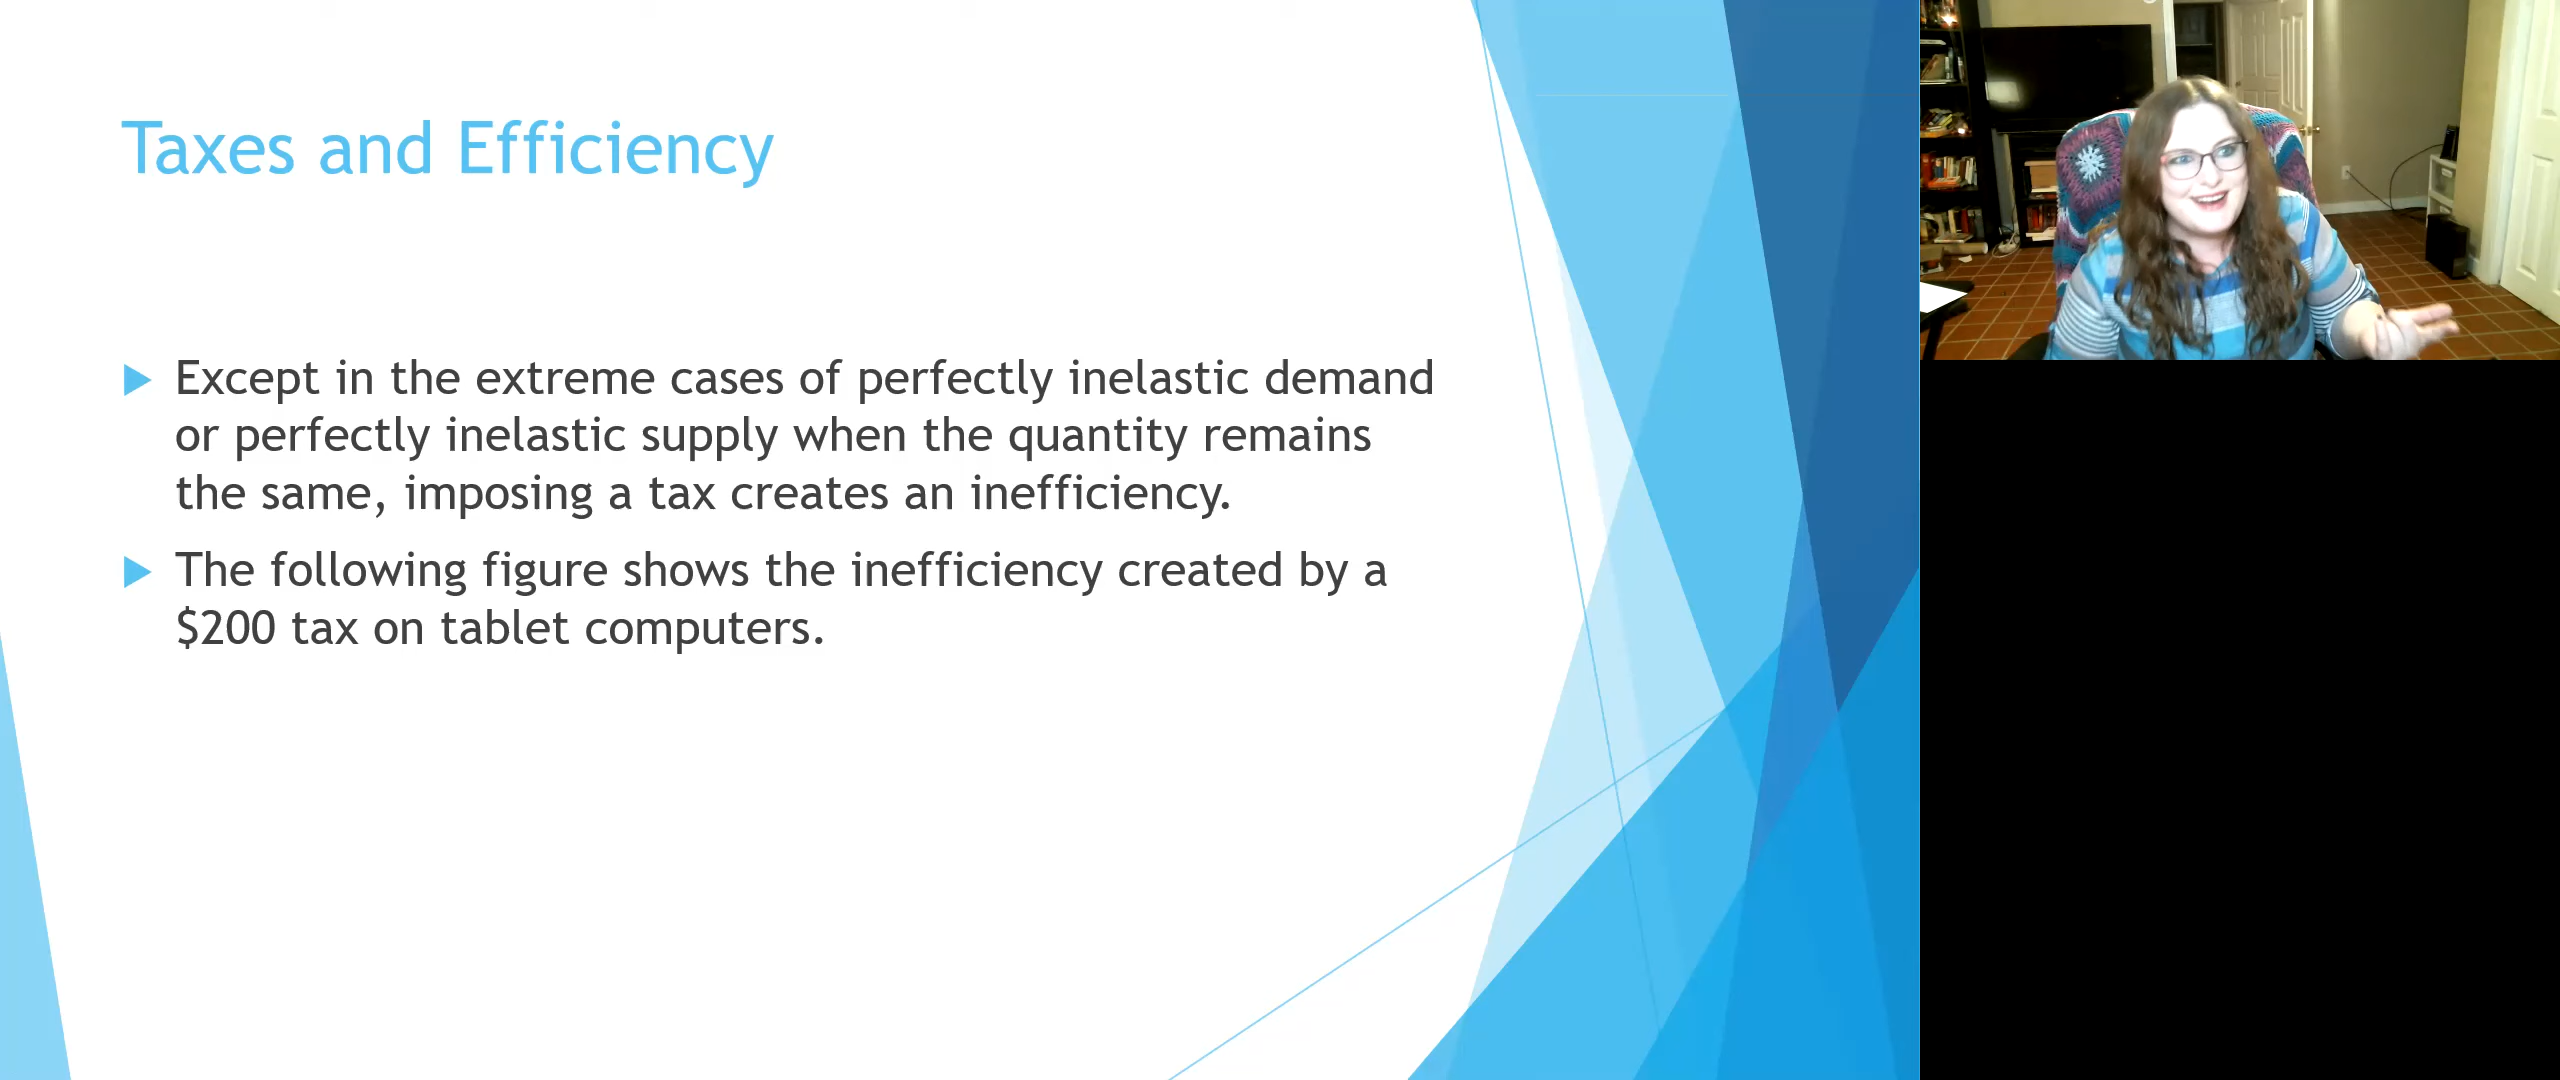 Taxes and Efficiency
Except in the extreme cases of perfectly inelastic demand
or perfectly inelastic supply when the quantity remains
the same, imposing a tax creates an inefficiency.
The following figure shows the inefficiency created by a
$200 tax on tablet computers.